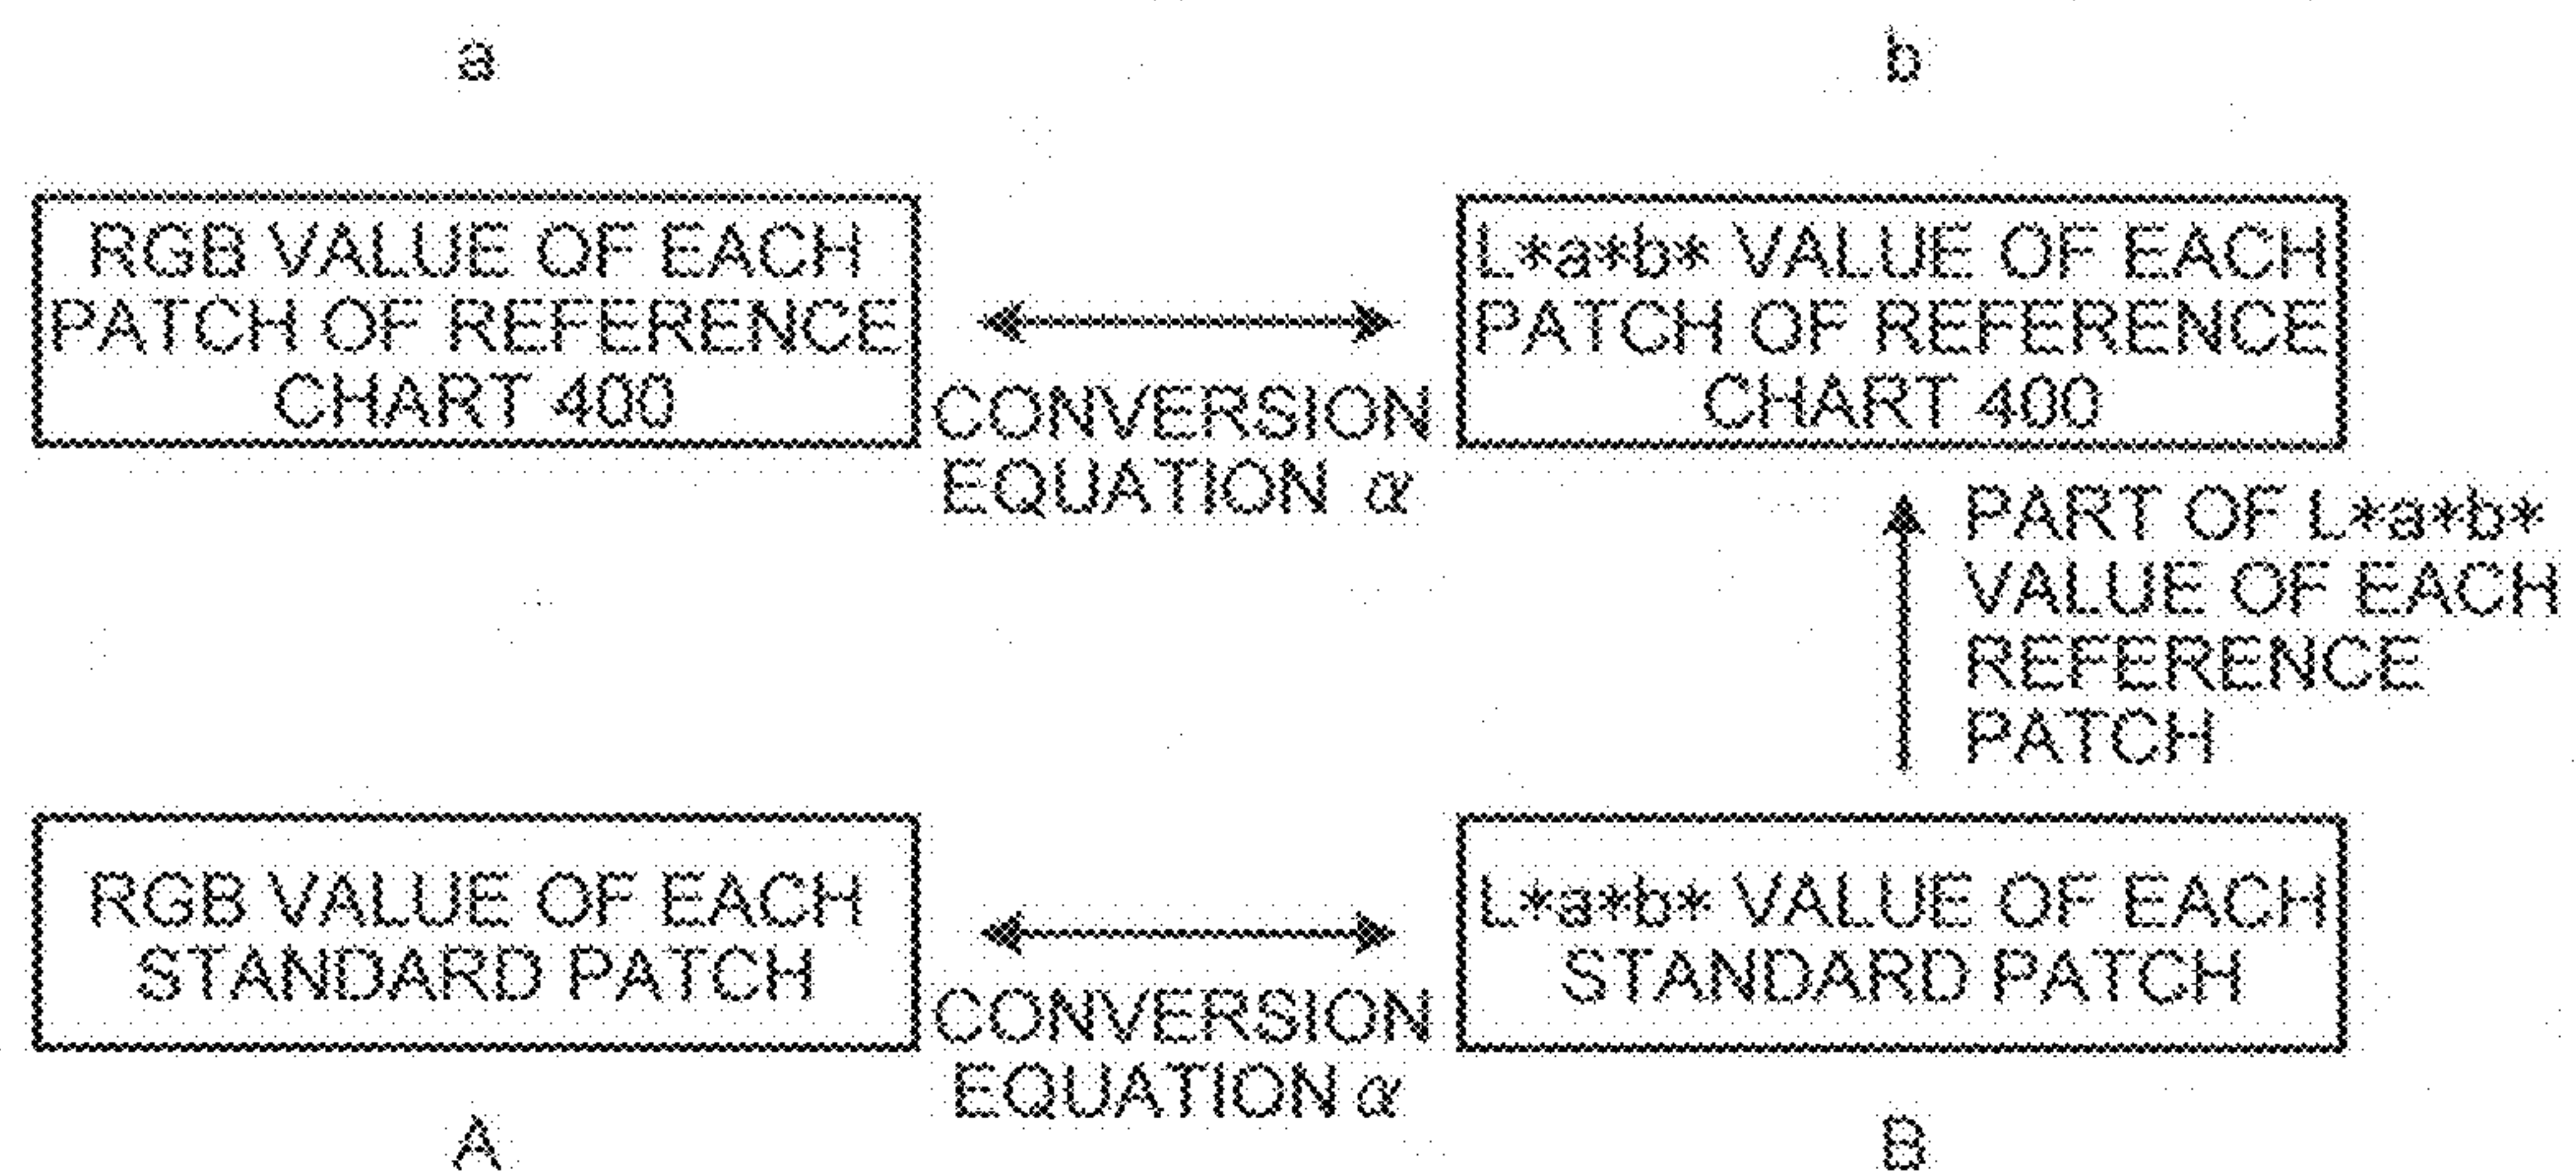 a
b
RGB VALUE OF EACH
PATCH OF REFERENCE
CHART 400
CONVERSION
EQUATION α
L*a*b* VALUE OF EACH
PATCH OF REFERENCE
CHART 400
PART OF L*a*b*
VALUE OF EACH
REFERENCE
PATCH
RGB VALUE OF EACH
STANDARD PATCH
CONVERSION
EQUATION α
L*a*b* VALUE OF EACH
STANDARD PATCH
A
B